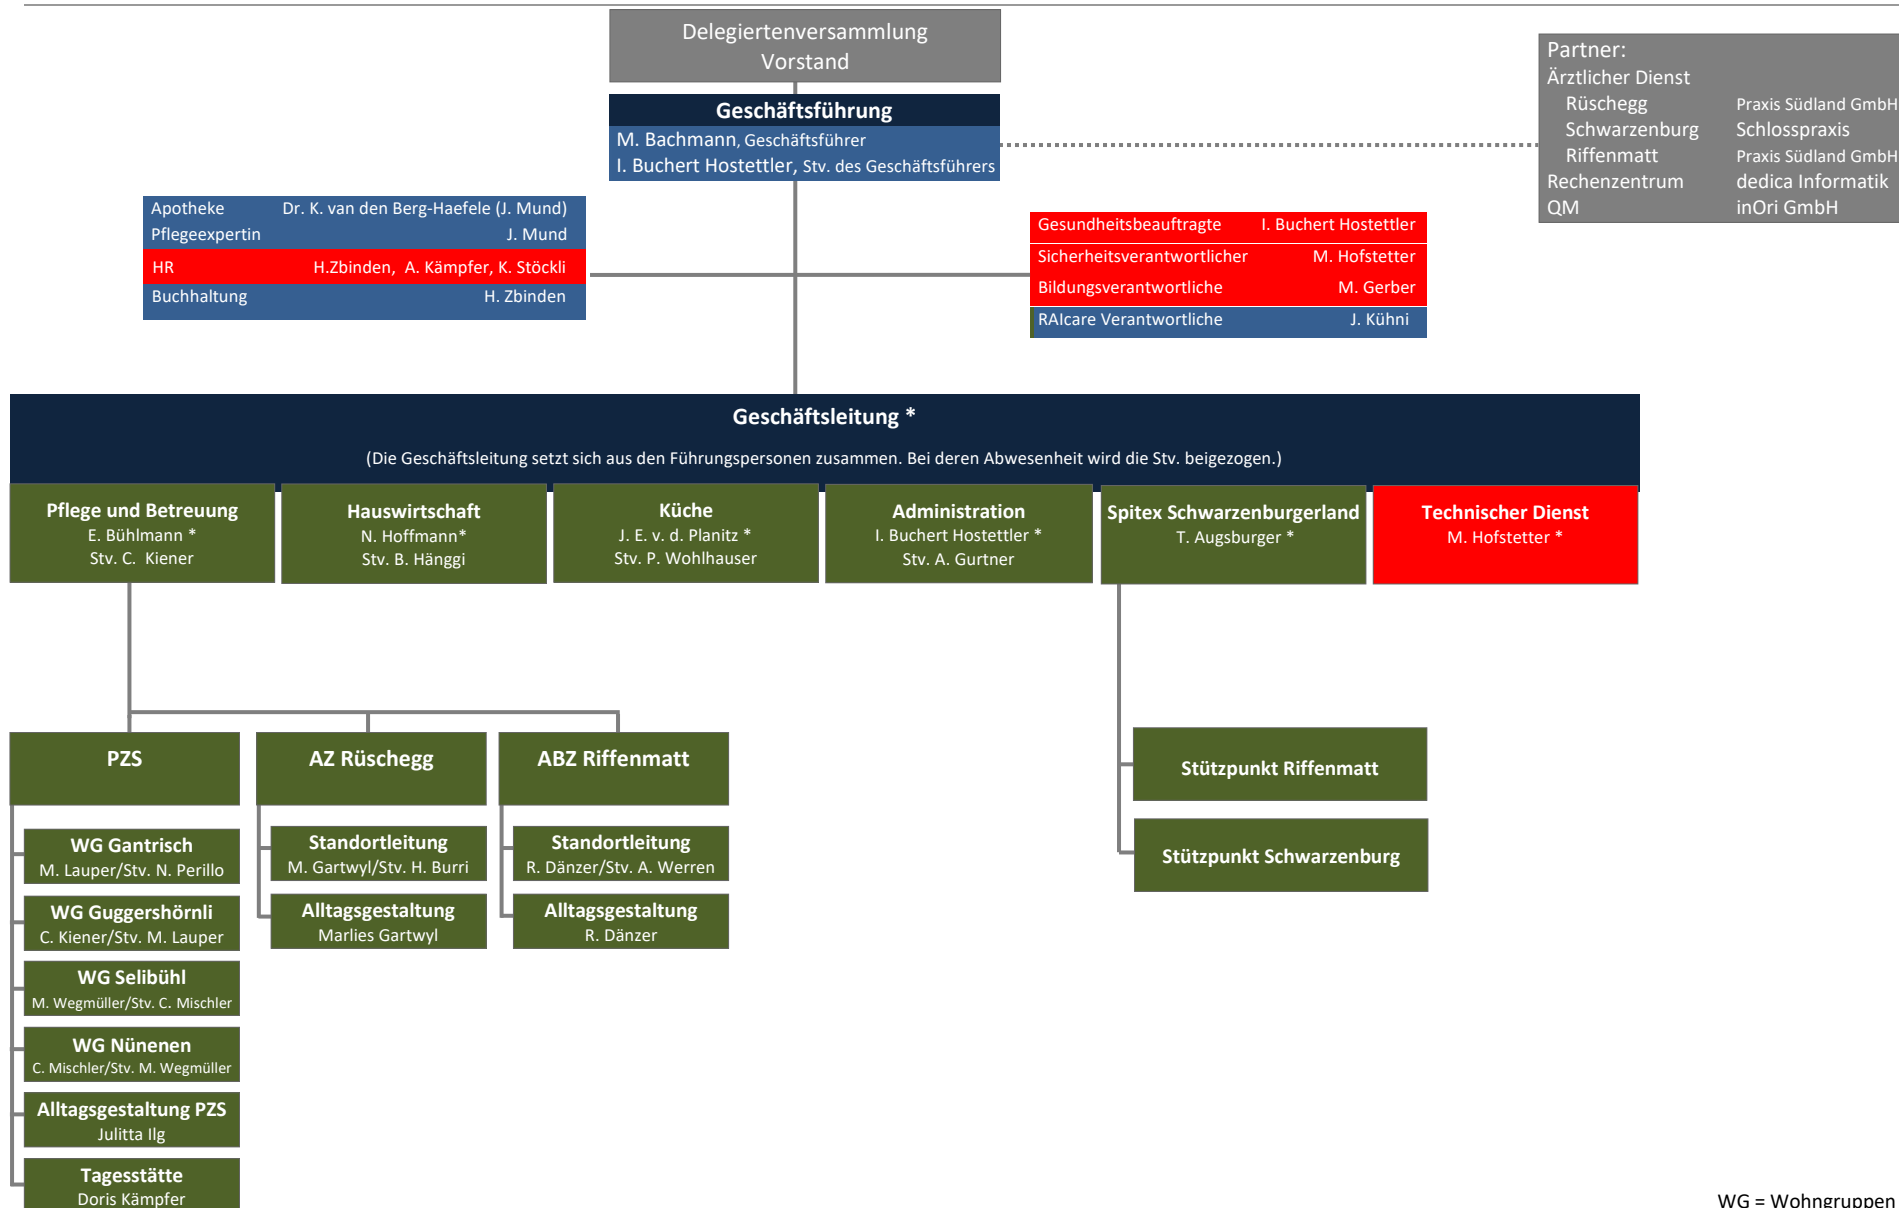 Delegiertenversammlung
Vorstand
Geschäftsführung
M. Bachmann, Geschäftsführer
I. Buchert Hostettler, Stv. des Geschäftsführers
Partner:
Ärztlicher Dienst
Rüschegg Praxis Südland GmbH
Schwarzenburg Schlosspraxis
Riffenmatt Praxis Südland GmbH
Rechenzentrum dedica Informatik
QM inOri GmbH
Apotheke Dr. K. van den Berg-Haefele (J. Mund)
Pflegeexpertin J. Mund
HR H.Zbinden, A. Kämpfer, K. Stöckli
Buchhaltung H. Zbinden
Gesundheitsbeauftragte I. Buchert Hostettler
Sicherheitsverantwortlicher M. Hofstetter
Bildungsverantwortliche M. Gerber
RAIcare Verantwortliche J. Kühni
Geschäftsleitung *
(Die Geschäftsleitung setzt sich aus den Führungspersonen zusammen. Bei deren Abwesenheit wird die Stv. beigezogen.)
Pflege und Betreuung
E. Bühlmann *
Stv. C. Kiener
Hauswirtschaft
N. Hoffmann*
Stv. B. Hänggi
Küche
J. E. v. d. Planitz *
Stv. P. Wohlhauser
Administration
I. Buchert Hostettler *
Stv. A. Gurtner
Spitex Schwarzenburgerland
T. Augsburger *
Technischer Dienst
M. Hofstetter *
PZS
WG Gantrisch
M. Lauper/Stv. N. Perillo
WG Guggershörnli
C. Kiener/Stv. M. Lauper
WG Selibühl
M. Wegmüller/Stv. C. Mischler
WG Nünenen
C. Mischler/Stv. M. Wegmüller
Alltagsgestaltung PZS
Julitta Ilg
Tagesstätte
Doris Kämpfer
AZ Rüschegg
Standortleitung
M. Gartwyl/Stv. H. Burri
Alltagsgestaltung
Marlies Gartwyl
ABZ Riffenmatt
Standortleitung
R. Dänzer/Stv. A. Werren
Alltagsgestaltung
R. Dänzer
Stützpunkt Riffenmatt
Stützpunkt Schwarzenburg
WG = Wohngruppen